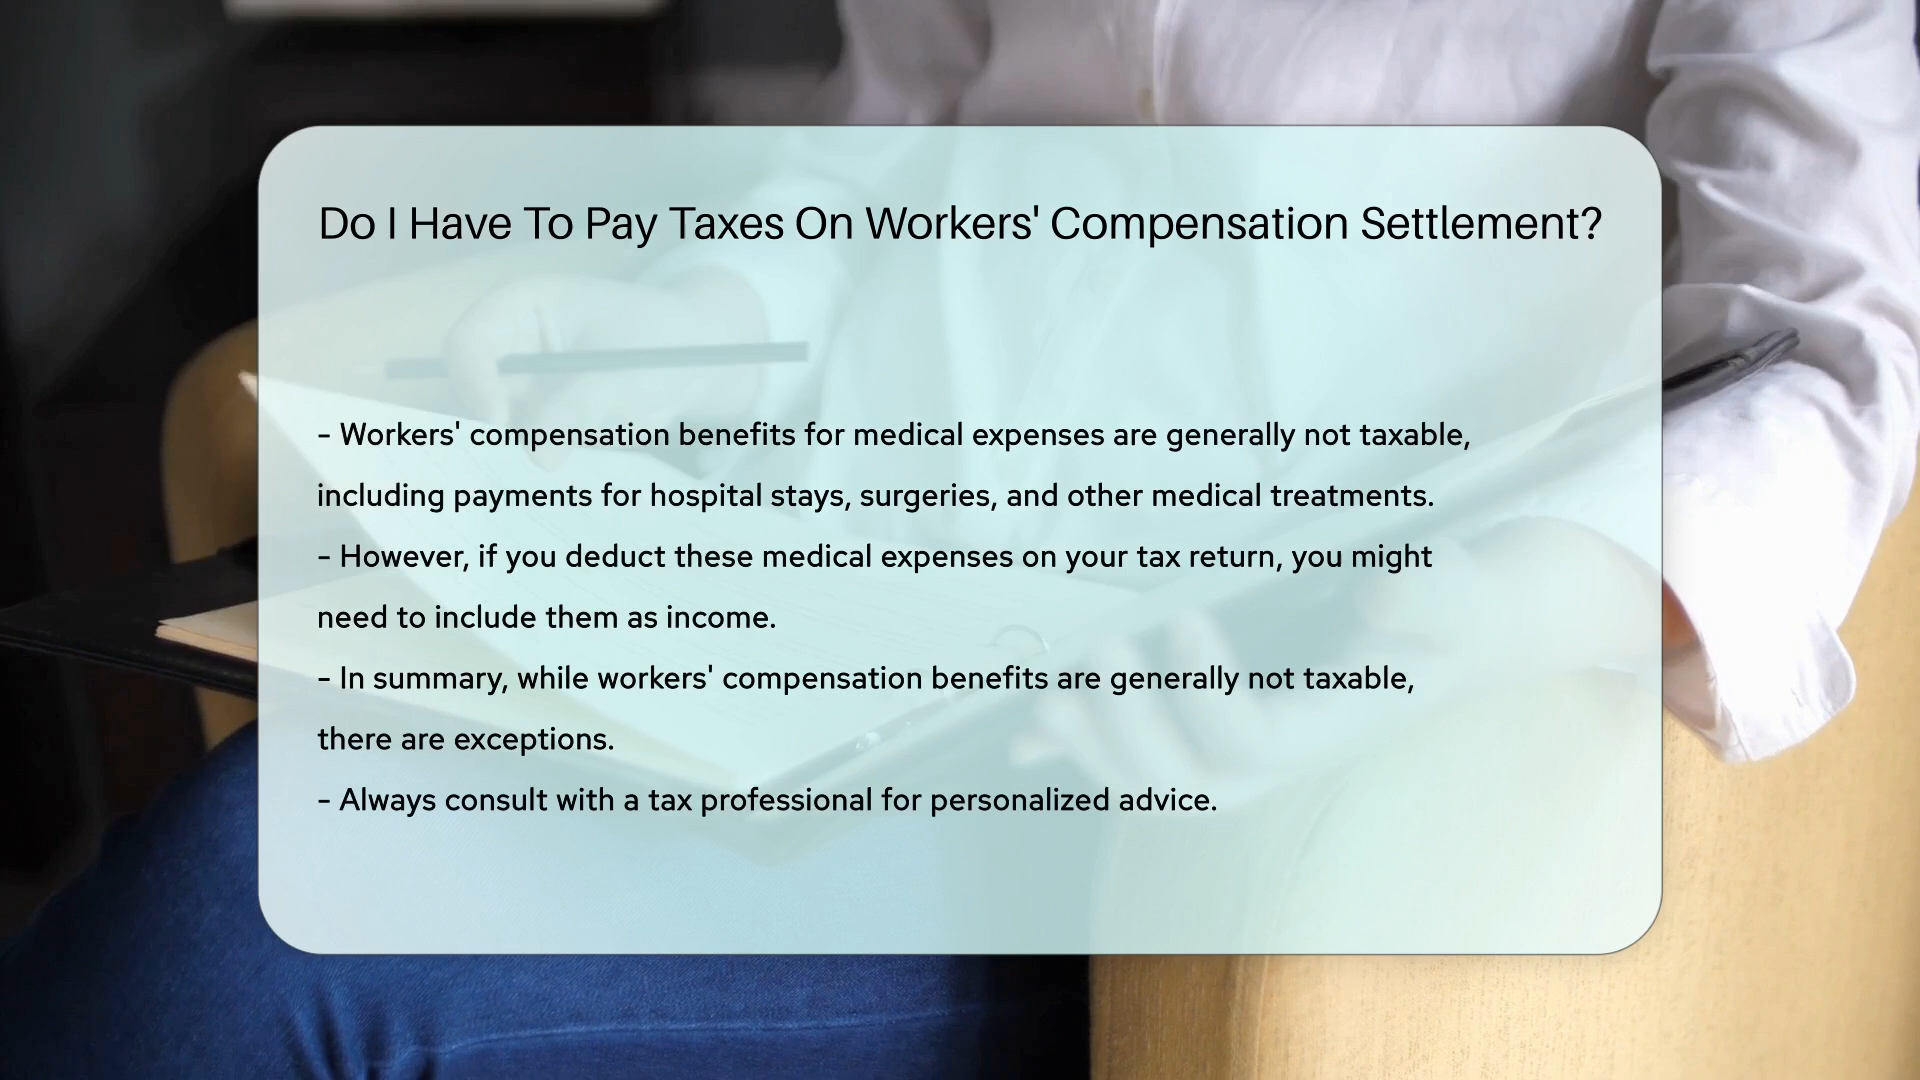 Do I Have To Pay Taxes On Workers' Compensation Settlement?
– Workers' compensation benefits for medical expenses are generally not taxable,
including payments for hospital stays, surgeries, and other medical treatments.
– However, if you deduct these medical expenses on your tax return, you might
need to include them as income.
– In summary, while workers' compensation benefits are generally not taxable,
there are exceptions.
– Always consult with a tax professional for personalized advice.